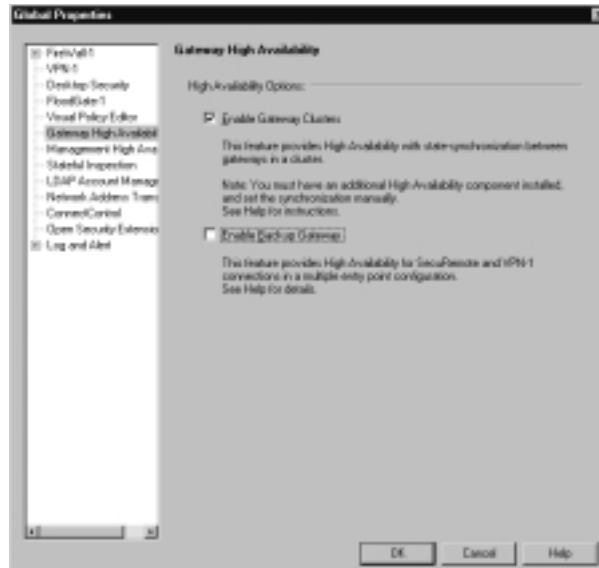 Global Properties
FireWall-1
VPN-1
Desktop Security
FloodGate-1
Visual Policy Editor
Gateway High Availabil
Management High Ava
Stateful Inspection
LDAP Account Manage
Network Address Trans
ConnectControl
Open Security Extensio
Log and Alert
Gateway High Availability
High Availability Options:
Enable Gateway Clusters
This feature provides High Availability with state-synchronization between
gateways in a cluster.
Note: You must have an additional High Availability component installed,
and set the synchronization manually.
See Help for instructions.
Enable Backup Gateway
This feature provides High Availability for SecuRemote and VPN-1
connections in a multiple entry point configuration.
See Help for details.
OK
Cancel
Help